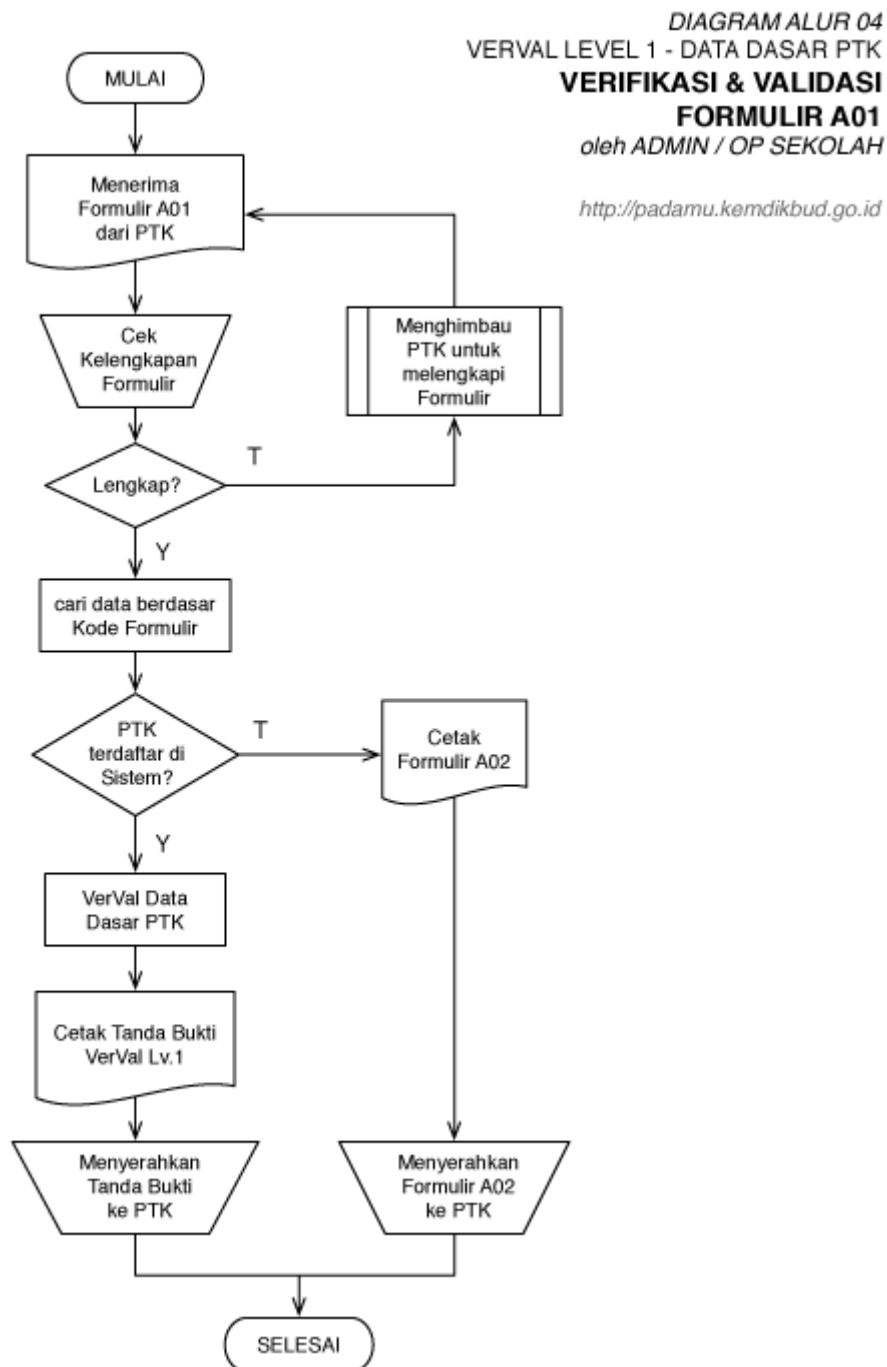 DIAGRAM ALUR 04
VERVAL LEVEL 1 - DATA DASAR PTK
VERIFIKASI & VALIDASI
FORMULIR A01
oleh ADMIN / OP SEKOLAH
http://padamu.kemdikbud.go.id
MULAI
Menerima
Formulir A01
dari PTK
Cek
Kelengkapan
Formulir
Menghimbau
PTK untuk
melengkapi
Formulir
Lengkap?
T
Y
cari data berdasar
Kode Formulir
PTK
terdaftar di
Sistem?
T
Cetak
Formulir A02
Y
VerVal Data
Dasar PTK
Cetak Tanda Bukti
VerVal Lv.1
Menyerahkan
Tanda Bukti
ke PTK
Menyerahkan
Formulir A02
ke PTK
SELESAI